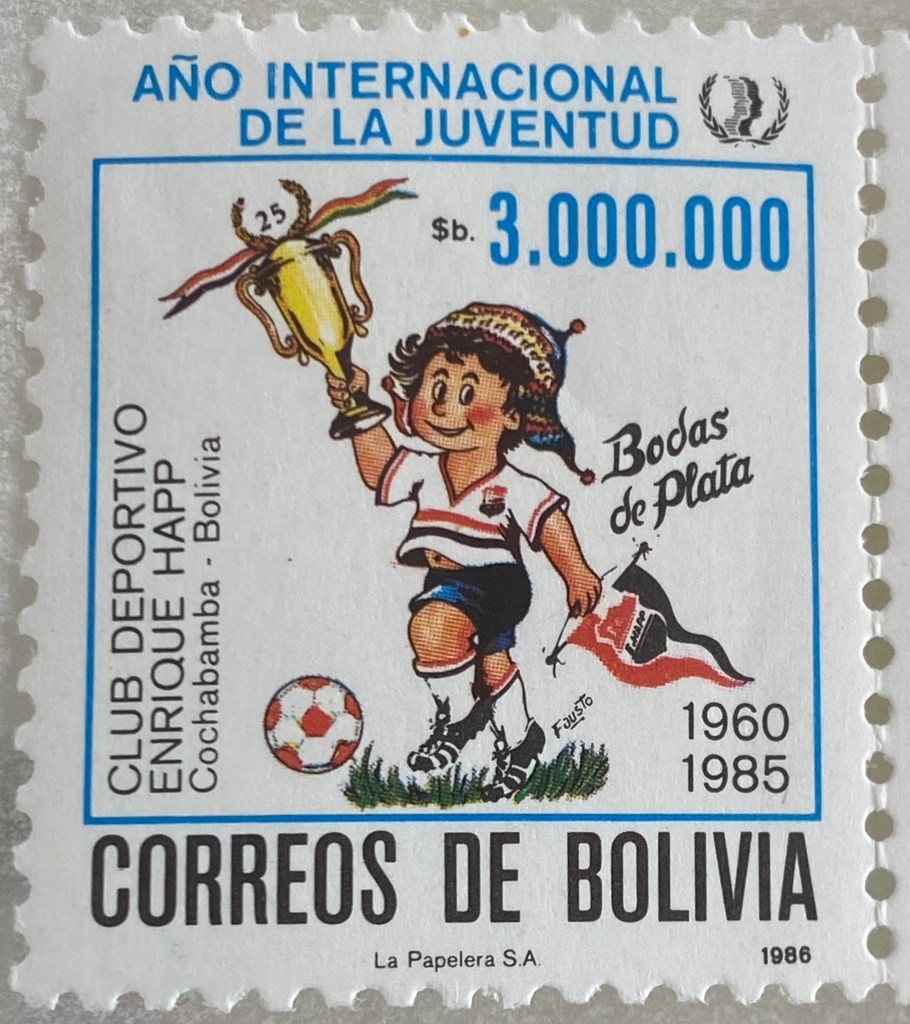 AÑO INTERNACIONAL
DE LA JUVENTUD
25
$b. 3.000.000
CLUB DEPORTIVO
ENRIQUE HAPP
Cochabamba - Bolivia
Bodas
de Plata
E.HAPP
FAUSTO
1960
1985
CORREOS DE BOLIVIA
La Papelera S.A.
1986